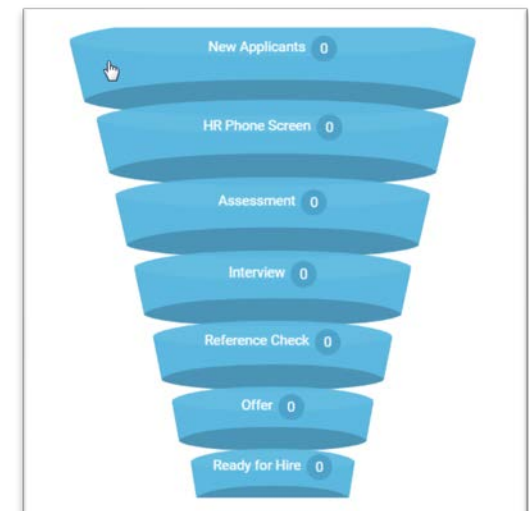 New Applicants 0
HR Phone Screen 0
Assessment 0
Interview 0
Reference Check 0
Offer 0
Ready for Hire 0